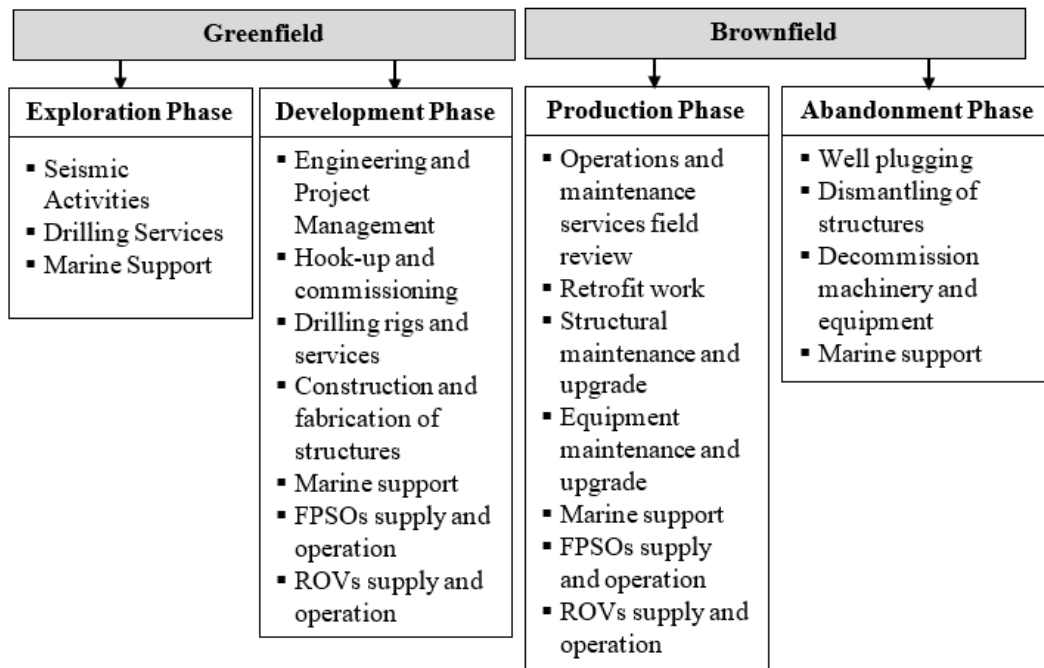 Greenfield
Brownfield
Exploration Phase
▪ Seismic
Activities
▪ Drilling Services
▪ Marine Support
Development Phase
▪ Engineering and
Project
Management
▪ Hook-up and
commissioning
▪ Drilling rigs and
services
▪ Construction and
fabrication of
structures
▪ Marine support
▪ FPSOs supply and
operation
▪ ROVs supply and
operation
Production Phase
▪ Operations and
maintenance
services field
review
▪ Retrofit work
▪ Structural
maintenance and
upgrade
▪ Equipment
maintenance and
upgrade
▪ Marine support
▪ FPSOs supply
and operation
▪ ROVs supply and
operation
Abandonment Phase
▪ Well plugging
▪ Dismantling of
structures
▪ Decommission
machinery and
equipment
▪ Marine support